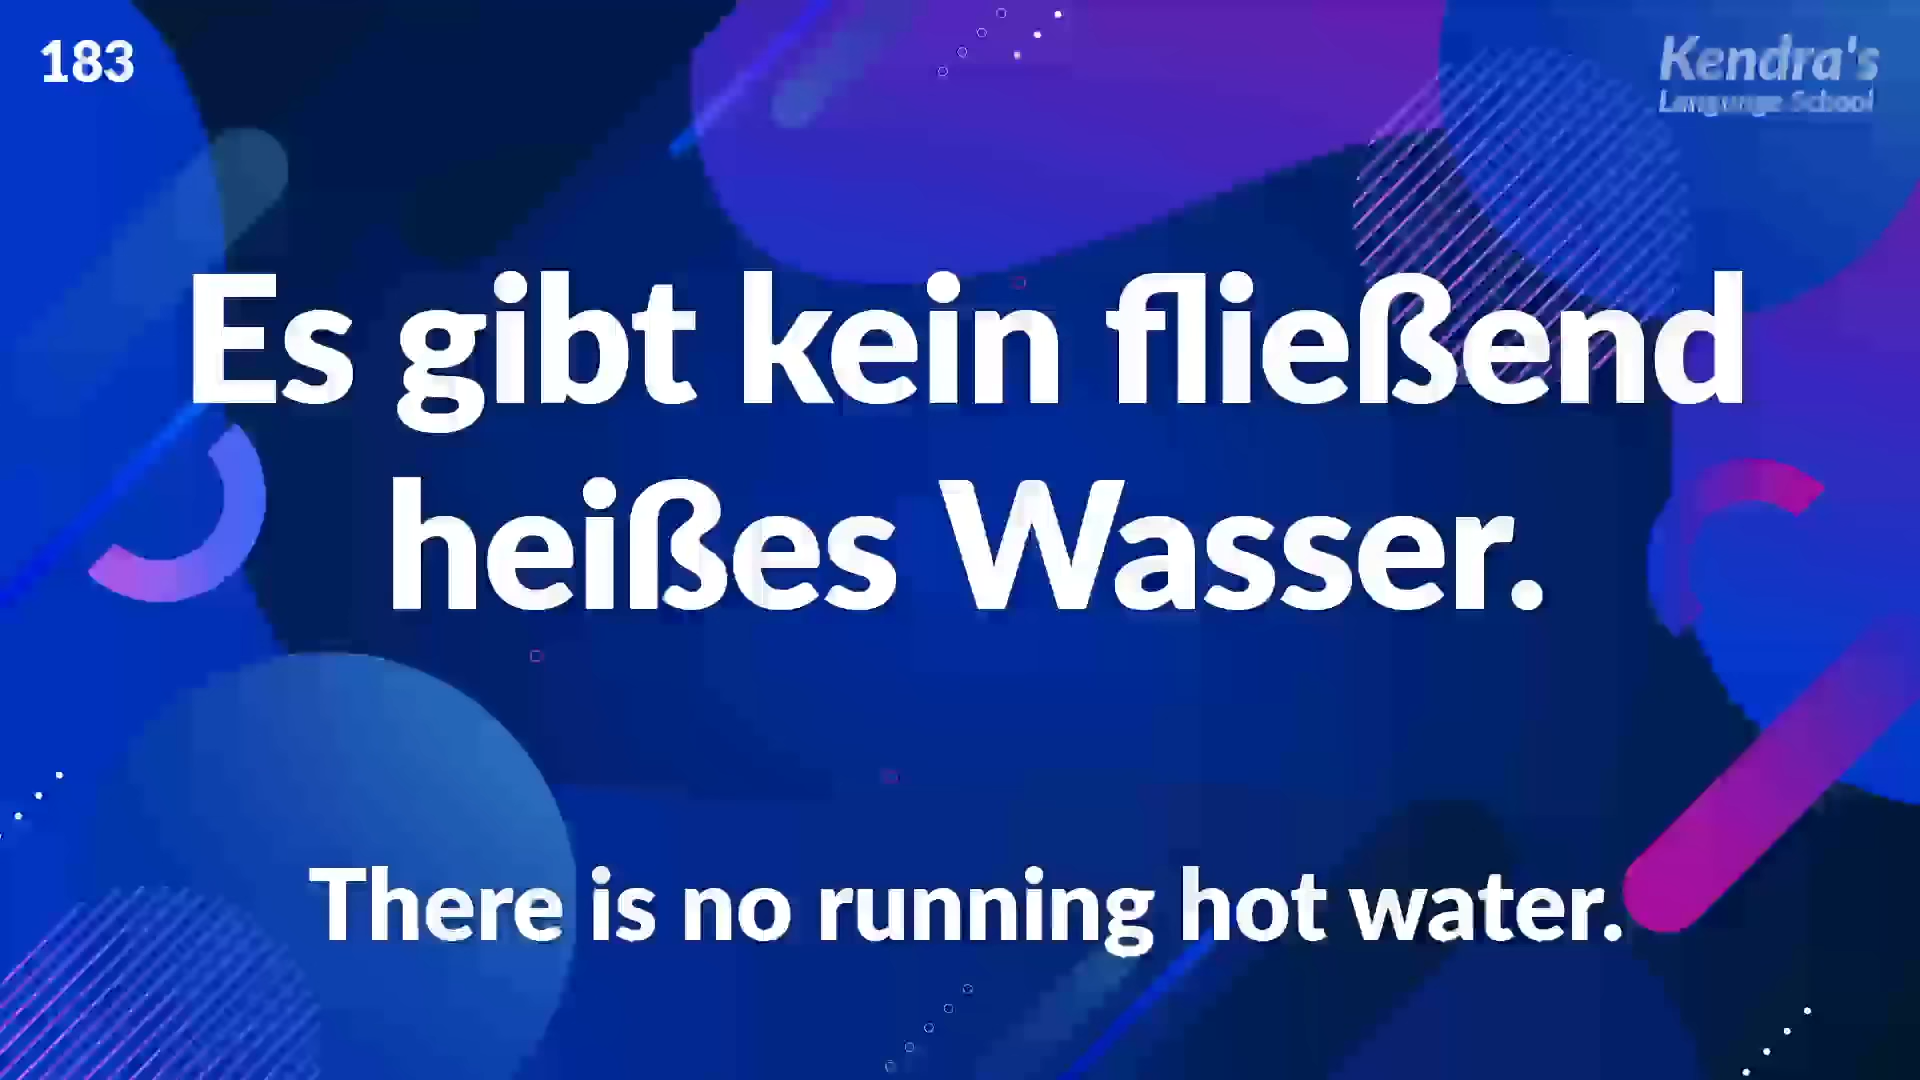 183
Kendra's
Language School
Es gibt kein fließend
heißes Wasser.
There is no running hot water.